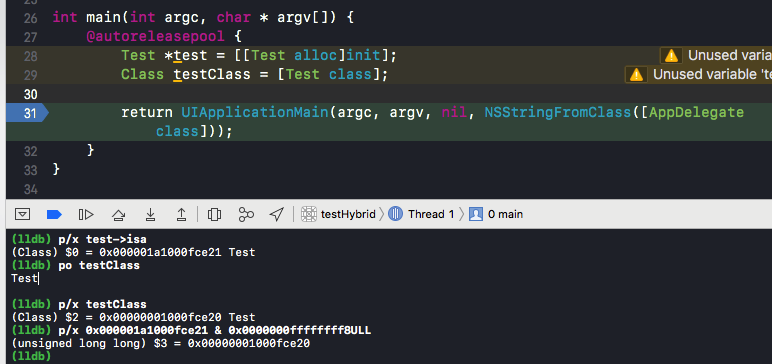 26 int main(int argc, char * argv[]) {
27 @autoreleasepool {
28 Test *test = [[Test alloc]init]; Unused varia
29 Class testClass = [Test class]; Unused variable 'te
30
31 return UIApplicationMain(argc, argv, nil, NSStringFromClass([AppDelegate
class]));
32 }
33 }
34
testHybrid Thread 1 0 main
(lldb) p/x test->isa
(Class) $0 = 0x000001a1000fce21 Test
(lldb) po testClass
Test
(lldb) p/x testClass
(Class) $2 = 0x00000001000fce20 Test
(lldb) p/x 0x000001a1000fce21 & 0x0000000ffffffff8ULL
(unsigned long long) $3 = 0x00000001000fce20
(lldb)